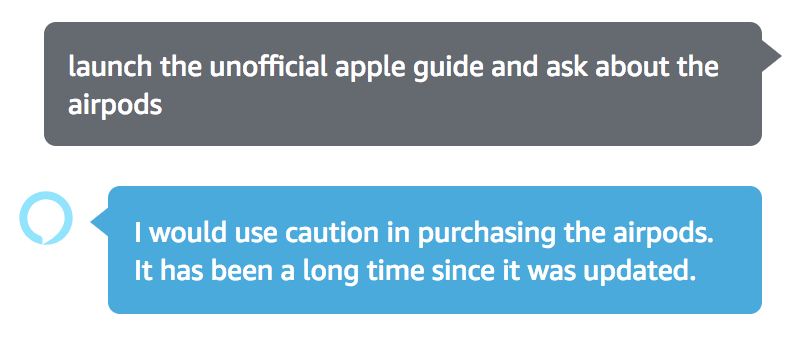 launch the unofficial apple guide and ask about the
airpods
I would use caution in purchasing the airpods.
It has been a long time since it was updated.